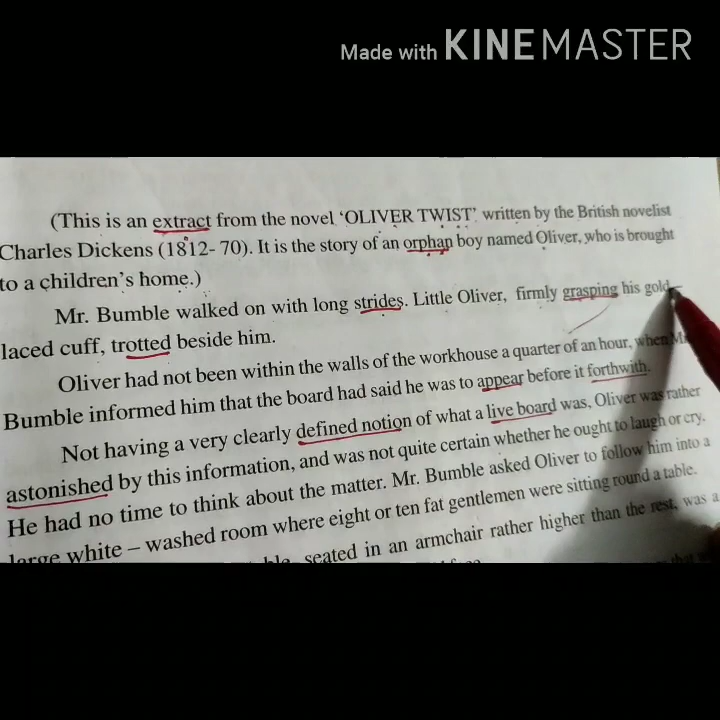 Made with KINEMASTER
(This is an extract from the novel 'OLIVER TWIST' written by the British novelist
Charles Dickens (1812- 70). It is the story of an orphan boy named Oliver, who is brought
to a children's home.)
Mr. Bumble walked on with long strides. Little Oliver, firmly grasping his gold
laced cuff, trotted beside him.
Oliver had not been within the walls of the workhouse a quarter of an hour, when Mr.
Bumble informed him that the board had said he was to appear before it forthwith.
Not having a very clearly defined notion of what a live board was, Oliver was rather
astonished by this information, and was not quite certain whether he ought to laugh or cry.
He had no time to think about the matter. Mr. Bumble asked Oliver to follow him into a
large white – washed room where eight or ten fat gentlemen were sitting round a table.
seated in an armchair rather higher than the rest, was a